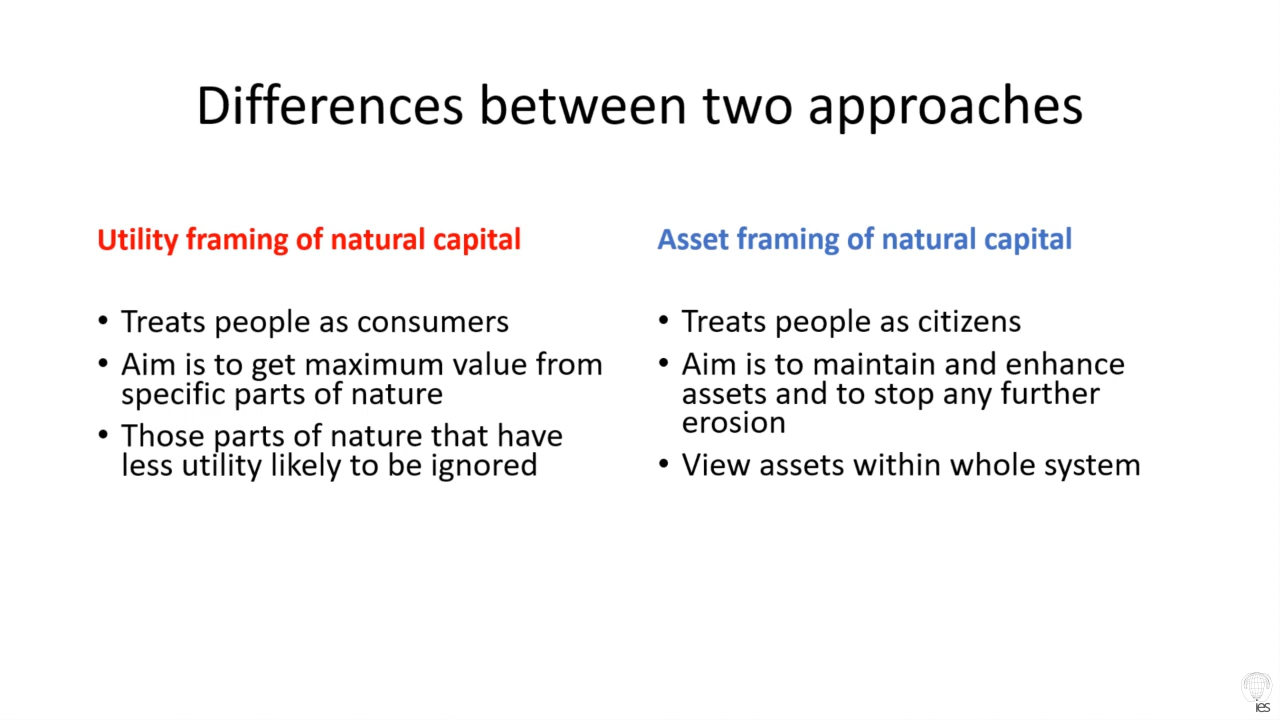 Differences between two approaches
Utility framing of natural capital
• Treats people as consumers
• Aim is to get maximum value from
specific parts of nature
• Those parts of nature that have
less utility likely to be ignored
Asset framing of natural capital
• Treats people as citizens
• Aim is to maintain and enhance
assets and to stop any further
erosion
• View assets within whole system
ies